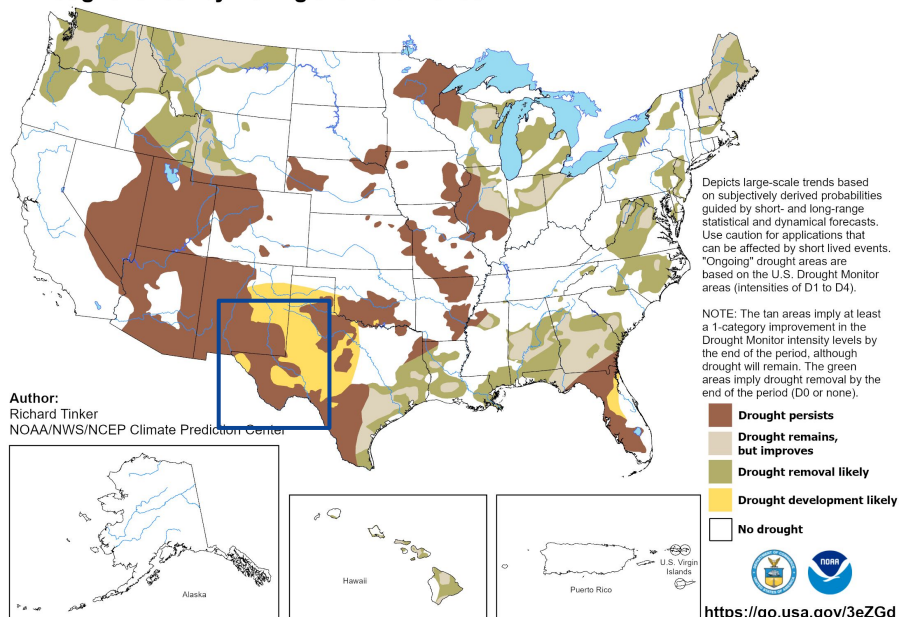 Depicts large-scale trends based
on subjectively derived probabilities
guided by short- and long-range
statistical and dynamical forecasts.
Use caution for applications that
can be affected by short lived events.
"Ongoing" drought areas are
based on the U.S. Drought Monitor
areas (intensities of D1 to D4).
NOTE: The tan areas imply at least
a 1-category improvement in the
Drought Monitor intensity levels by
the end of the period, although
drought will remain. The green
areas imply drought removal by the
end of the period (D0 or none).
Author:
Richard Tinker
NOAA/NWS/NCEP Climate Prediction Center
Drought persists
Drought remains,
but improves
Drought removal likely
Drought development likely
No drought
Alaska
Hawaii
Puerto Rico
U.S. Virgin
Islands
NOAA
https://go.usa.gov/3eZGd